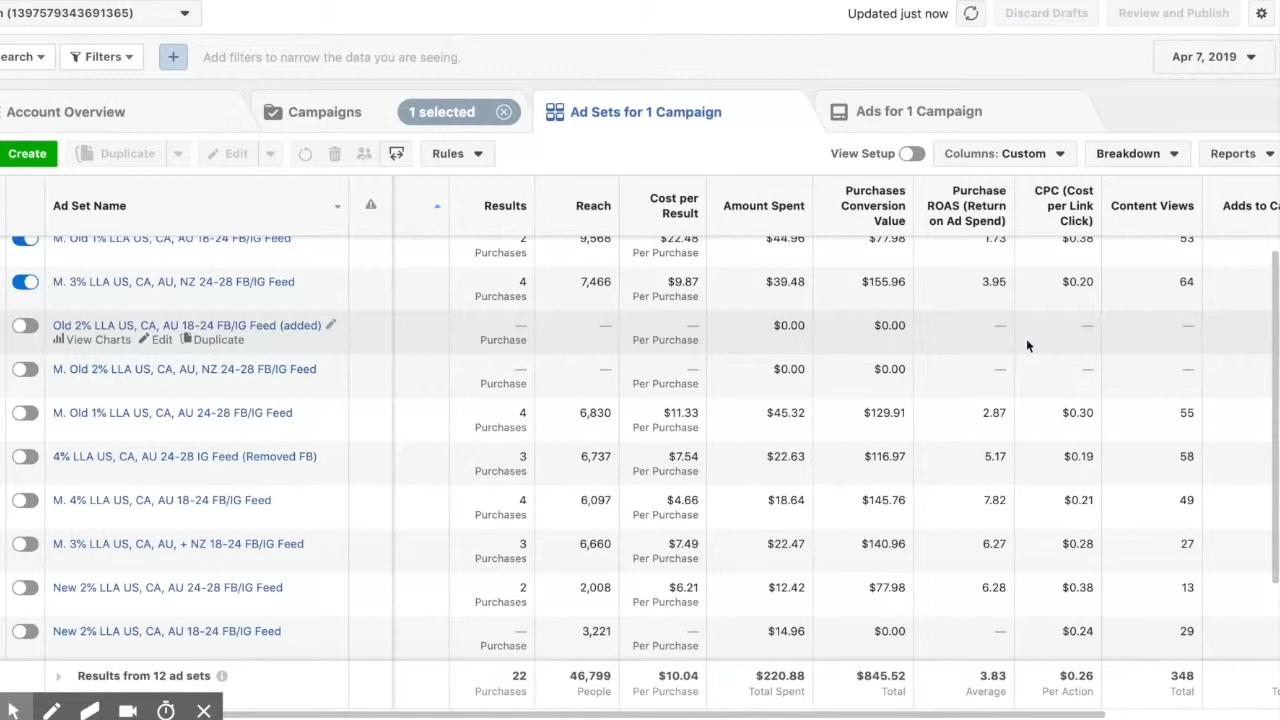 n (1397579343691365) Updated just now Discard Drafts Review and Publish
earch Filters + Add filters to narrow the data you are seeing. Apr 7, 2019
Account Overview Campaigns 1 selected Ad Sets for 1 Campaign Ads for 1 Campaign
Create Duplicate Edit Rules View Setup Columns: Custom Breakdown Reports
Ad Set Name Results Reach Cost per Result Amount Spent Purchases Conversion Value Purchase ROAS (Return on Ad Spend) CPC (Cost per Link Click) Content Views Adds to Ca
M. Old 1% LLA US, CA, AU 18-24 FB/IG Feed 2 9,568 $22.48 $44.96 $77.98 1.73 $0.38 53
Purchases Per Purchase
M. 3% LLA US, CA, AU, NZ 24-28 FB/IG Feed 4 7,466 $9.87 $39.48 $155.96 3.95 $0.20 64
Purchases Per Purchase
Old 2% LLA US, CA, AU 18-24 FB/IG Feed (added) — — — $0.00 $0.00 — — —
View Charts Edit Duplicate Purchase Per Purchase
M. Old 2% LLA US, CA, AU, NZ 24-28 FB/IG Feed — — — $0.00 $0.00 — — —
Purchase Per Purchase
M. Old 1% LLA US, CA, AU 24-28 FB/IG Feed 4 6,830 $11.33 $45.32 $129.91 2.87 $0.30 55
Purchases Per Purchase
4% LLA US, CA, AU 24-28 IG Feed (Removed FB) 3 6,737 $7.54 $22.63 $116.97 5.17 $0.19 58
Purchases Per Purchase
M. 4% LLA US, CA, AU 18-24 FB/IG Feed 4 6,097 $4.66 $18.64 $145.76 7.82 $0.21 49
Purchases Per Purchase
M. 3% LLA US, CA, AU, + NZ 18-24 FB/IG Feed 3 6,660 $7.49 $22.47 $140.96 6.27 $0.28 27
Purchases Per Purchase
New 2% LLA US, CA, AU 24-28 FB/IG Feed 2 2,008 $6.21 $12.42 $77.98 6.28 $0.38 13
Purchases Per Purchase
New 2% LLA US, CA, AU 18-24 FB/IG Feed — 3,221 — $14.96 $0.00 — $0.24 29
Purchase Per Purchase
Results from 12 ad sets 22 46,799 $10.04 $220.88 $845.52 3.83 $0.26 348
Purchases People Per Purchase Total Spent Total Average Per Action Total